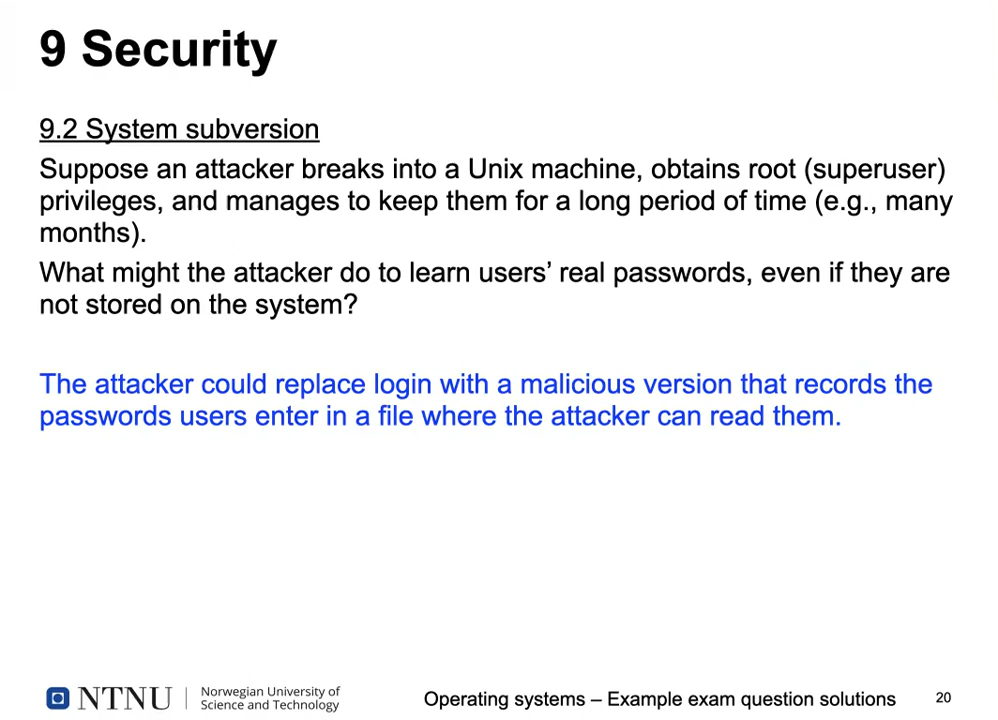 9 Security
9.2 System subversion
Suppose an attacker breaks into a Unix machine, obtains root (superuser)
privileges, and manages to keep them for a long period of time (e.g., many
months).
What might the attacker do to learn users’ real passwords, even if they are
not stored on the system?
The attacker could replace login with a malicious version that records the
passwords users enter in a file where the attacker can read them.
NTNU
Norwegian University of
Science and Technology
Operating systems – Example exam question solutions
20